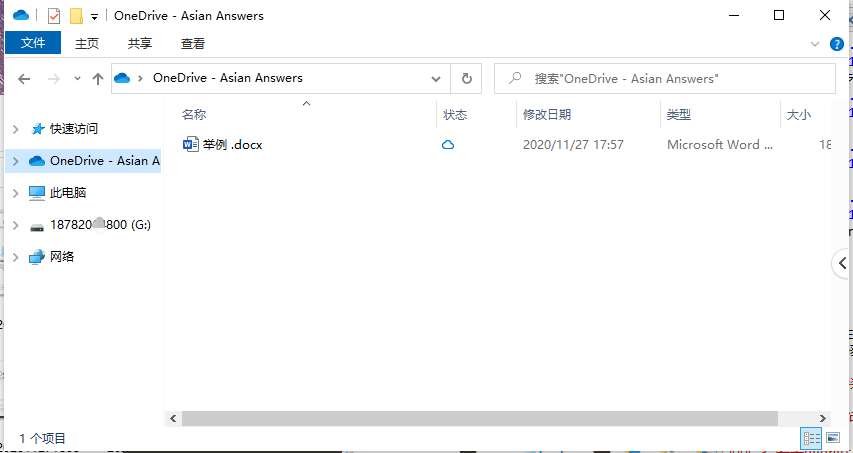 OneDrive - Asian Answers
文件 主页 共享 查看
OneDrive - Asian Answers
搜索"OneDrive - Asian Answers"
名称 状态 修改日期 类型 大小
快速访问
举例 .docx 2020/11/27 17:57 Microsoft Word ... 18
OneDrive - Asian A
此电脑
18782 800 (G:)
网络
1 个项目